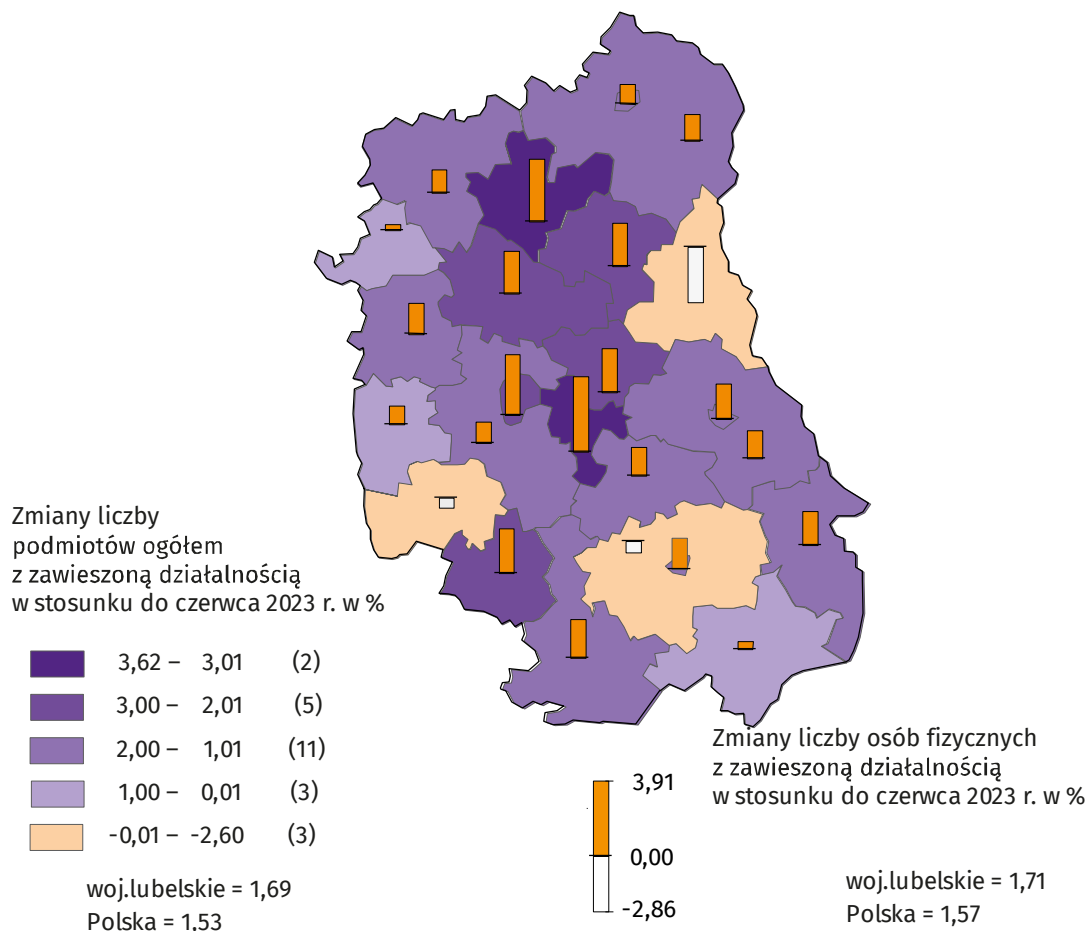 Zmiany liczby
podmiotów ogółem
z zawieszoną działalnością
w stosunku do czerwca 2023 r. w %
3,62 – 3,01 (2)
3,00 – 2,01 (5)
2,00 – 1,01 (11)
1,00 – 0,01 (3)
-0,01 – -2,60 (3)
woj.lubelskie = 1,69
Polska = 1,53
Zmiany liczby osób fizycznych
z zawieszoną działalnością
w stosunku do czerwca 2023 r. w %
3,91
0,00
-2,86
woj.lubelskie = 1,71
Polska = 1,57